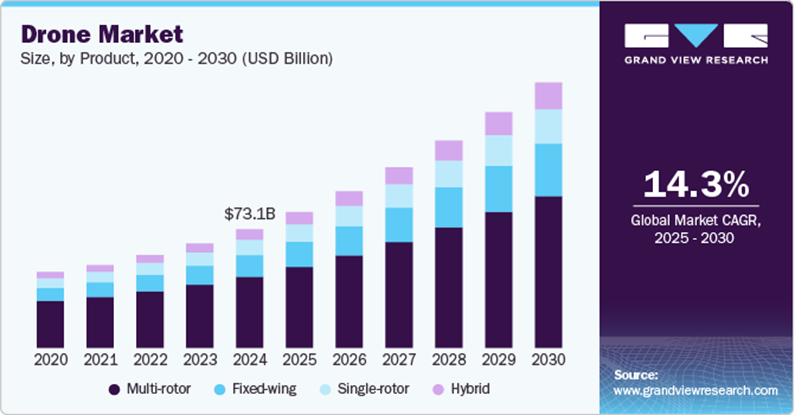 Drone Market
Size, by Product, 2020 - 2030 (USD Billion)
$73.1B
2020 2021 2022 2023 2024 2025 2026 2027 2028 2029 2030
Multi-rotor Fixed-wing Single-rotor Hybrid
GRAND VIEW RESEARCH
14.3%
Global Market CAGR,
2025 - 2030
Source:
www.grandviewresearch.com